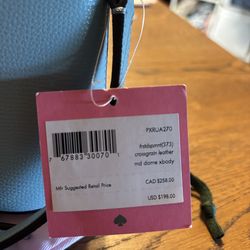 PXRUA270
frstdspmnt(373)
crossgrain leather
md dome xbody
7 67883 30070 1
Mfr Suggested Retail Price
CAD $258.00
USD $198.00